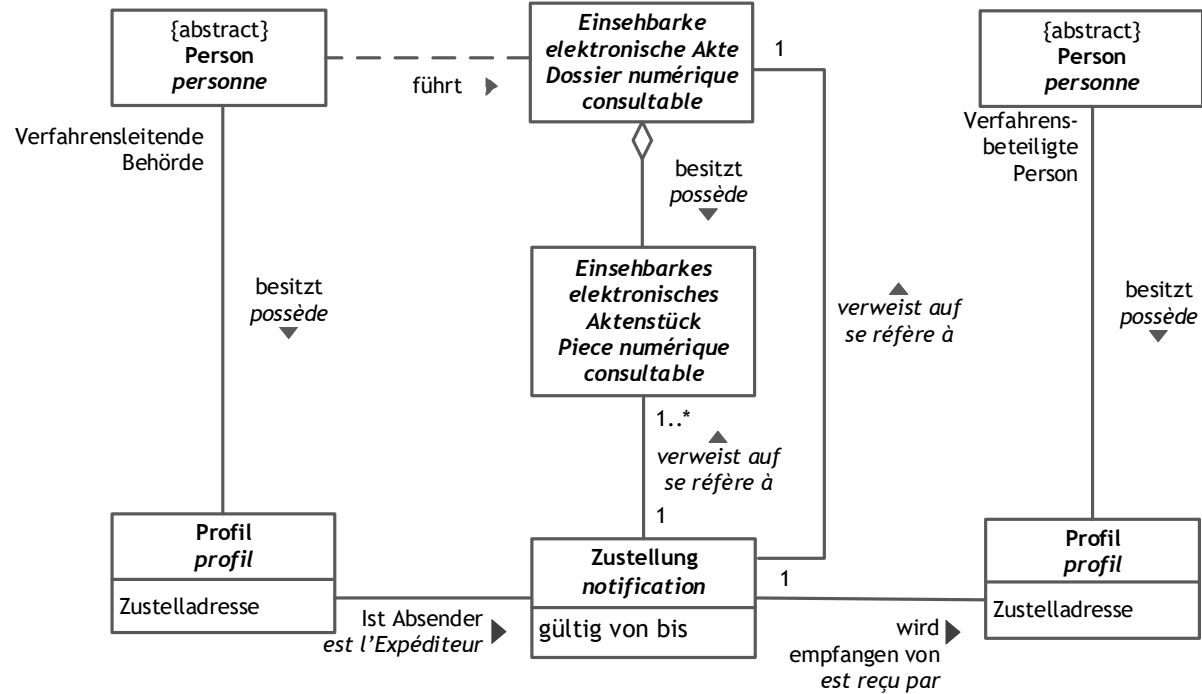 {abstract}
Person
personne
führt
Einsehbarke
elektronische Akte
Dossier numérique
consultable
1
{abstract}
Person
personne
Verfahrensleitende
Behörde
besitzt
possède
Verfahrens-
beteiligte
Person
Einsehbarkes
elektronisches
Aktenstück
Piece numérique
consultable
besitzt
possède
verweist auf
se réfère à
besitzt
possède
1..*
verweist auf
se réfère à
1
Profil
profil
Zustelladresse
Ist Absender
est l'Expéditeur
Zustellung
notification
gültig von bis
1
wird
empfangen von
est reçu par
Profil
profil
Zustelladresse